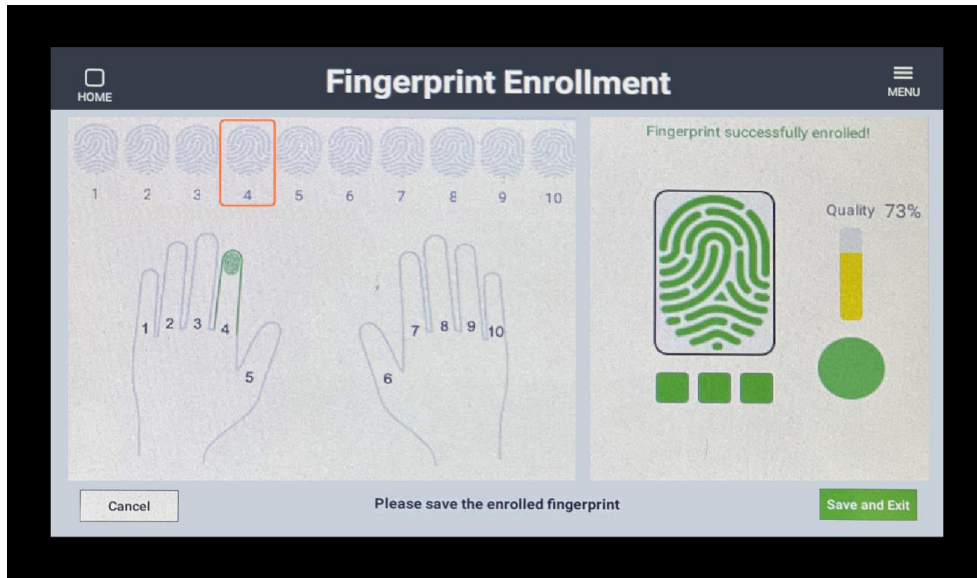 HOME
Fingerprint Enrollment
MENU
1 2 3 4 5 6 7 8 9 10
1 2 3 4 5
6 7 8 9 10
Fingerprint successfully enrolled!
Quality 73%
Cancel
Please save the enrolled fingerprint
Save and Exit